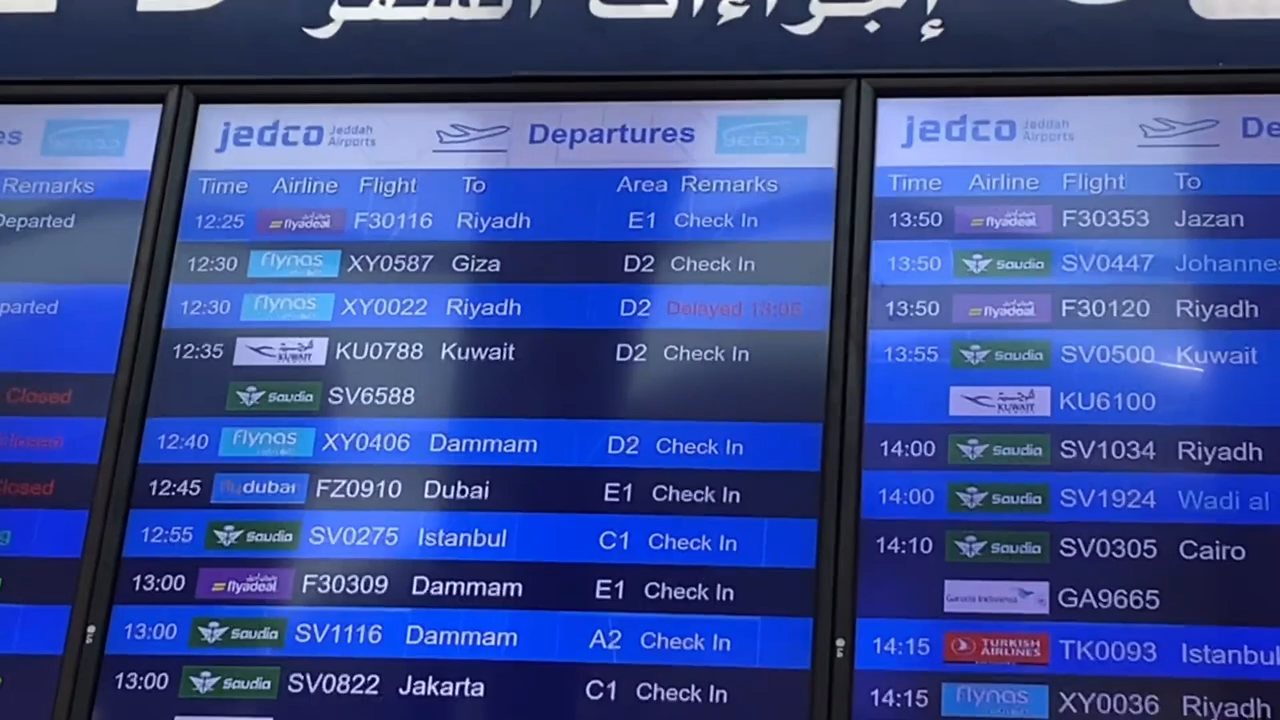 إجراءات السفر
es
Remarks
Departed
parted
Closed
Closed
Closed
jedco Jeddah Airports Departures
Time Airline Flight To Area Remarks
12:25 flyadeal F30116 Riyadh E1 Check In
12:30 flynas XY0587 Giza D2 Check In
12:30 flynas XY0022 Riyadh D2 Delayed 13:05
12:35 KUWAIT KU0788 Kuwait D2 Check In
Saudia SV6588
12:40 flynas XY0406 Dammam D2 Check In
12:45 flydubai FZ0910 Dubai E1 Check In
12:55 Saudia SV0275 Istanbul C1 Check In
13:00 flyadeal F30309 Dammam E1 Check In
13:00 Saudia SV1116 Dammam A2 Check In
13:00 Saudia SV0822 Jakarta C1 Check In
jedco Jeddah Airports De
Time Airline Flight To
13:50 flyadeal F30353 Jazan
13:50 Saudia SV0447 Johanne
13:50 flyadeal F30120 Riyadh
13:55 Saudia SV0500 Kuwait
KUWAIT KU6100
14:00 Saudia SV1034 Riyadh
14:00 Saudia SV1924 Wadi al
14:10 Saudia SV0305 Cairo
Garuda Indonesia GA9665
14:15 TURKISH AIRLINES TK0093 Istanbul
14:15 flynas XY0036 Riyadh